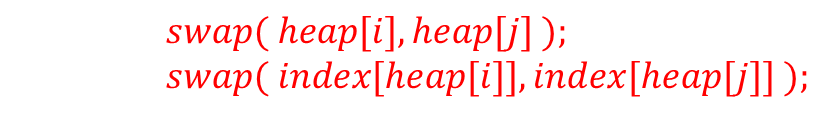 swap( heap[i], heap[j] );
swap( index[heap[i]], index[heap[j]] );